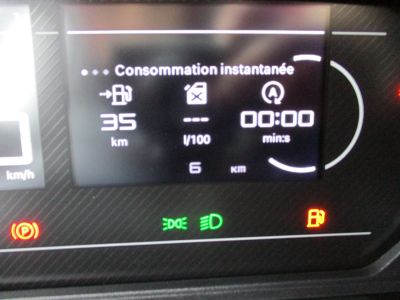 Consommation instantanée
35 --- 00:00
km l/100 min:s
6 KM
km/h
P